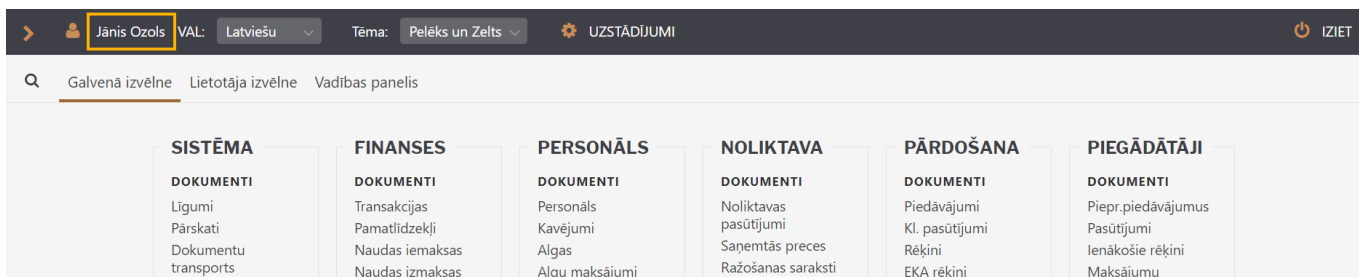 Jānis Ozols VAL: Latviešu Tēma: Pelēks un Zelts UZSTĀDĪJUMI IZIET
Galvenā izvēlne Lietotāja izvēlne Vadības panelis
SISTĒMA
DOKUMENTI
Līgumi
Pārskati
Dokumentu
transports
FINANSES
DOKUMENTI
Transakcijas
Pamatlīdzekļi
Naudas iemaksas
Naudas izmaksas
PERSONĀLS
DOKUMENTI
Personāls
Kavējumi
Algas
Algu maksājumi
NOLIKTAVA
DOKUMENTI
Noliktavas
pasūtījumi
Saņemtās preces
Ražošanas saraksti
PĀRDOŠANA
DOKUMENTI
Piedāvājumi
Kl. pasūtījumi
Rēķini
EKA rēķini
PIEGĀDĀTĀJI
DOKUMENTI
Piepr.piedāvājumus
Pasūtījumi
Ienākošie rēķini
Maksājumu